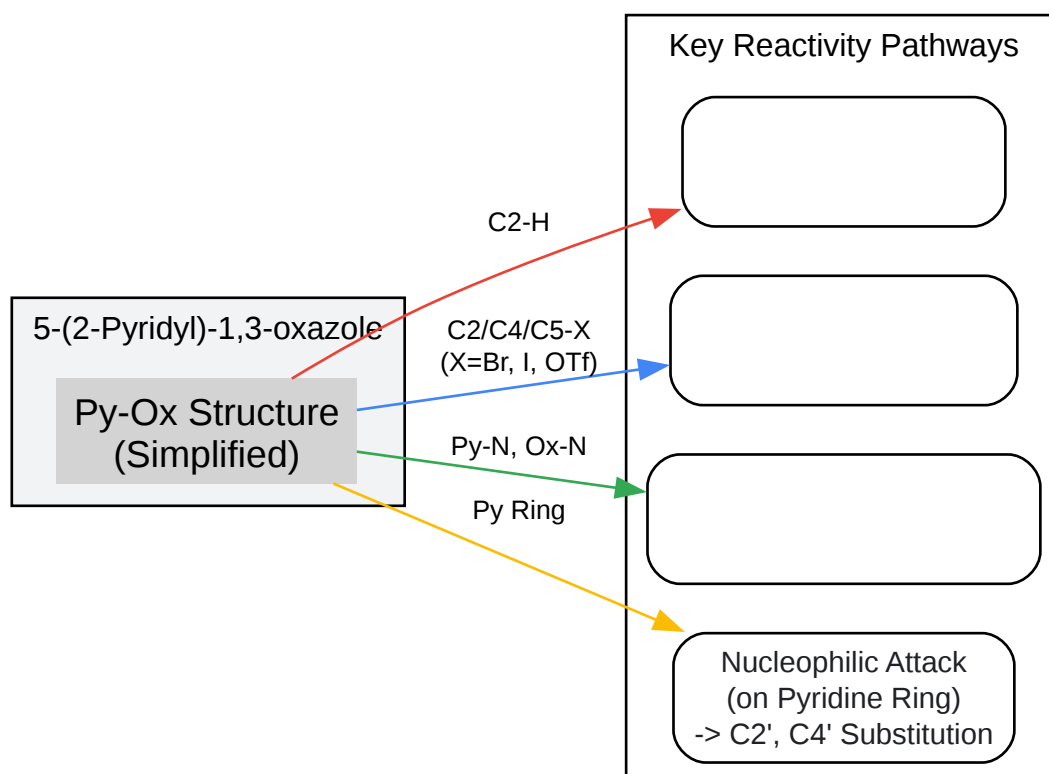 Key Reactivity Pathways
C2-H
5-(2-Pyridyl)-1,3-oxazole
C2/C4/C5-X
(X=Br, I, OTf)
Py-Ox Structure
(Simplified)
Py-N, Ox-N
Py Ring
Nucleophilic Attack
(on Pyridine Ring)
-> C2', C4' Substitution